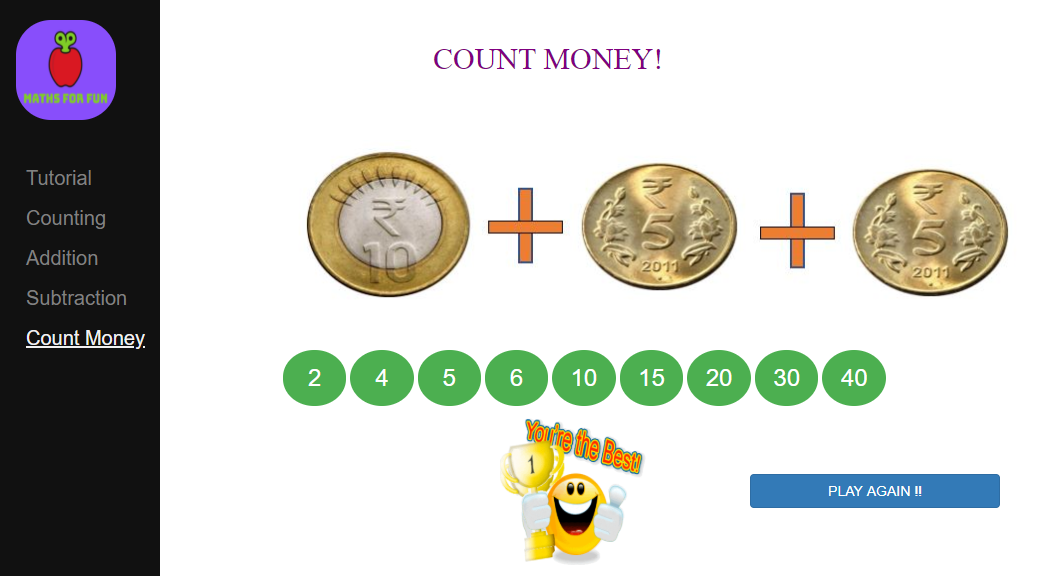 MATHS FOR FUN
Tutorial
Counting
Addition
Subtraction
Count Money
COUNT MONEY!
₹
10
₹
5
2011
₹
5
2011
2 4 5 6 10 15 20 30 40
You're the Best!
1
PLAY AGAIN !!